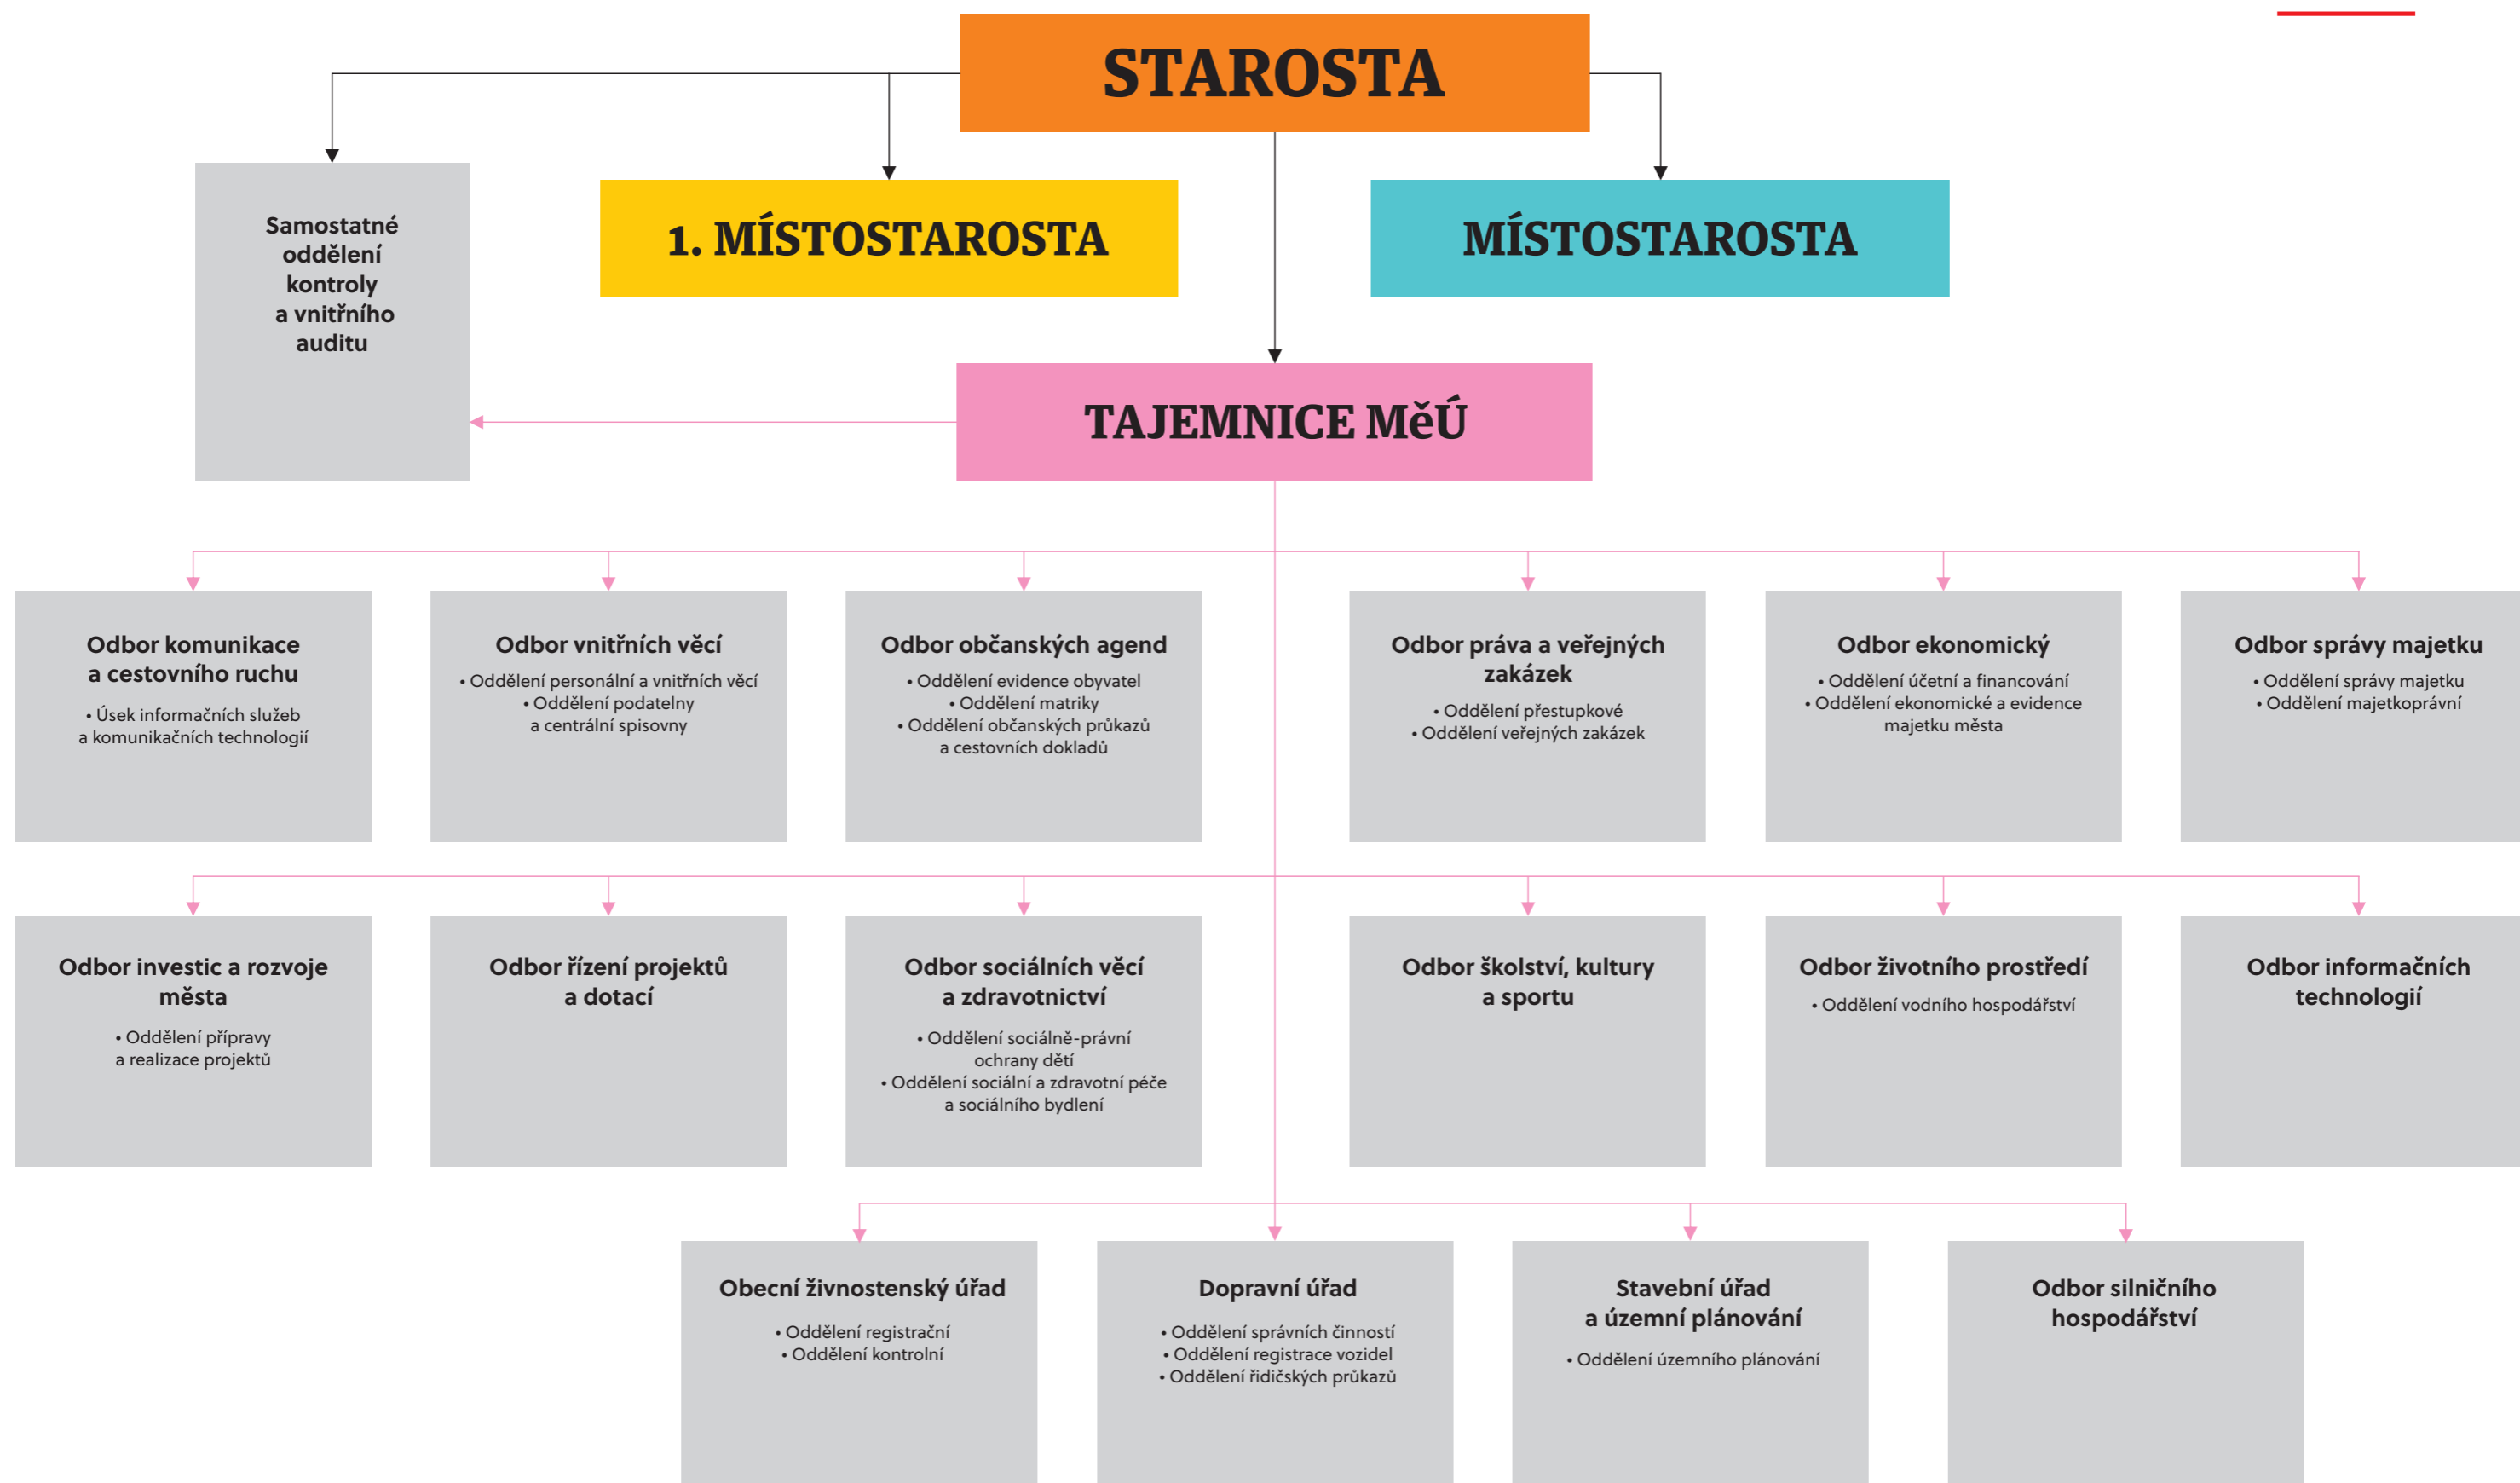 STAROSTA
Samostatné
oddělení
kontroly
a vnitřního
auditu
1. MÍSTOSTAROSTA
MÍSTOSTAROSTA
TAJEMNICE MěÚ
Odbor komunikace
a cestovního ruchu
• Úsek informačních služeb
a komunikačních technologií
Odbor vnitřních věcí
• Oddělení personální a vnitřních věcí
• Oddělení podatelny
a centrální spisovny
Odbor občanských agend
• Oddělení evidence obyvatel
• Oddělení matriky
• Oddělení občanských průkazů
a cestovních dokladů
Odbor práva a veřejných
zakázek
• Oddělení přestupkové
• Oddělení veřejných zakázek
Odbor ekonomický
• Oddělení účetní a financování
• Oddělení ekonomické a evidence
majetku města
Odbor správy majetku
• Oddělení správy majetku
• Oddělení majetkoprávní
Odbor investic a rozvoje
města
• Oddělení přípravy
a realizace projektů
Odbor řízení projektů
a dotací
Odbor sociálních věcí
a zdravotnictví
• Oddělení sociálně-právní
ochrany dětí
• Oddělení sociální a zdravotní péče
a sociálního bydlení
Odbor školství, kultury
a sportu
Odbor životního prostředí
• Oddělení vodního hospodářství
Odbor informačních
technologií
Obecní živnostenský úřad
• Oddělení registrační
• Oddělení kontrolní
Dopravní úřad
• Oddělení správních činností
• Oddělení registrace vozidel
• Oddělení řidičských průkazů
Stavební úřad
a územní plánování
• Oddělení územního plánování
Odbor silničního
hospodářství